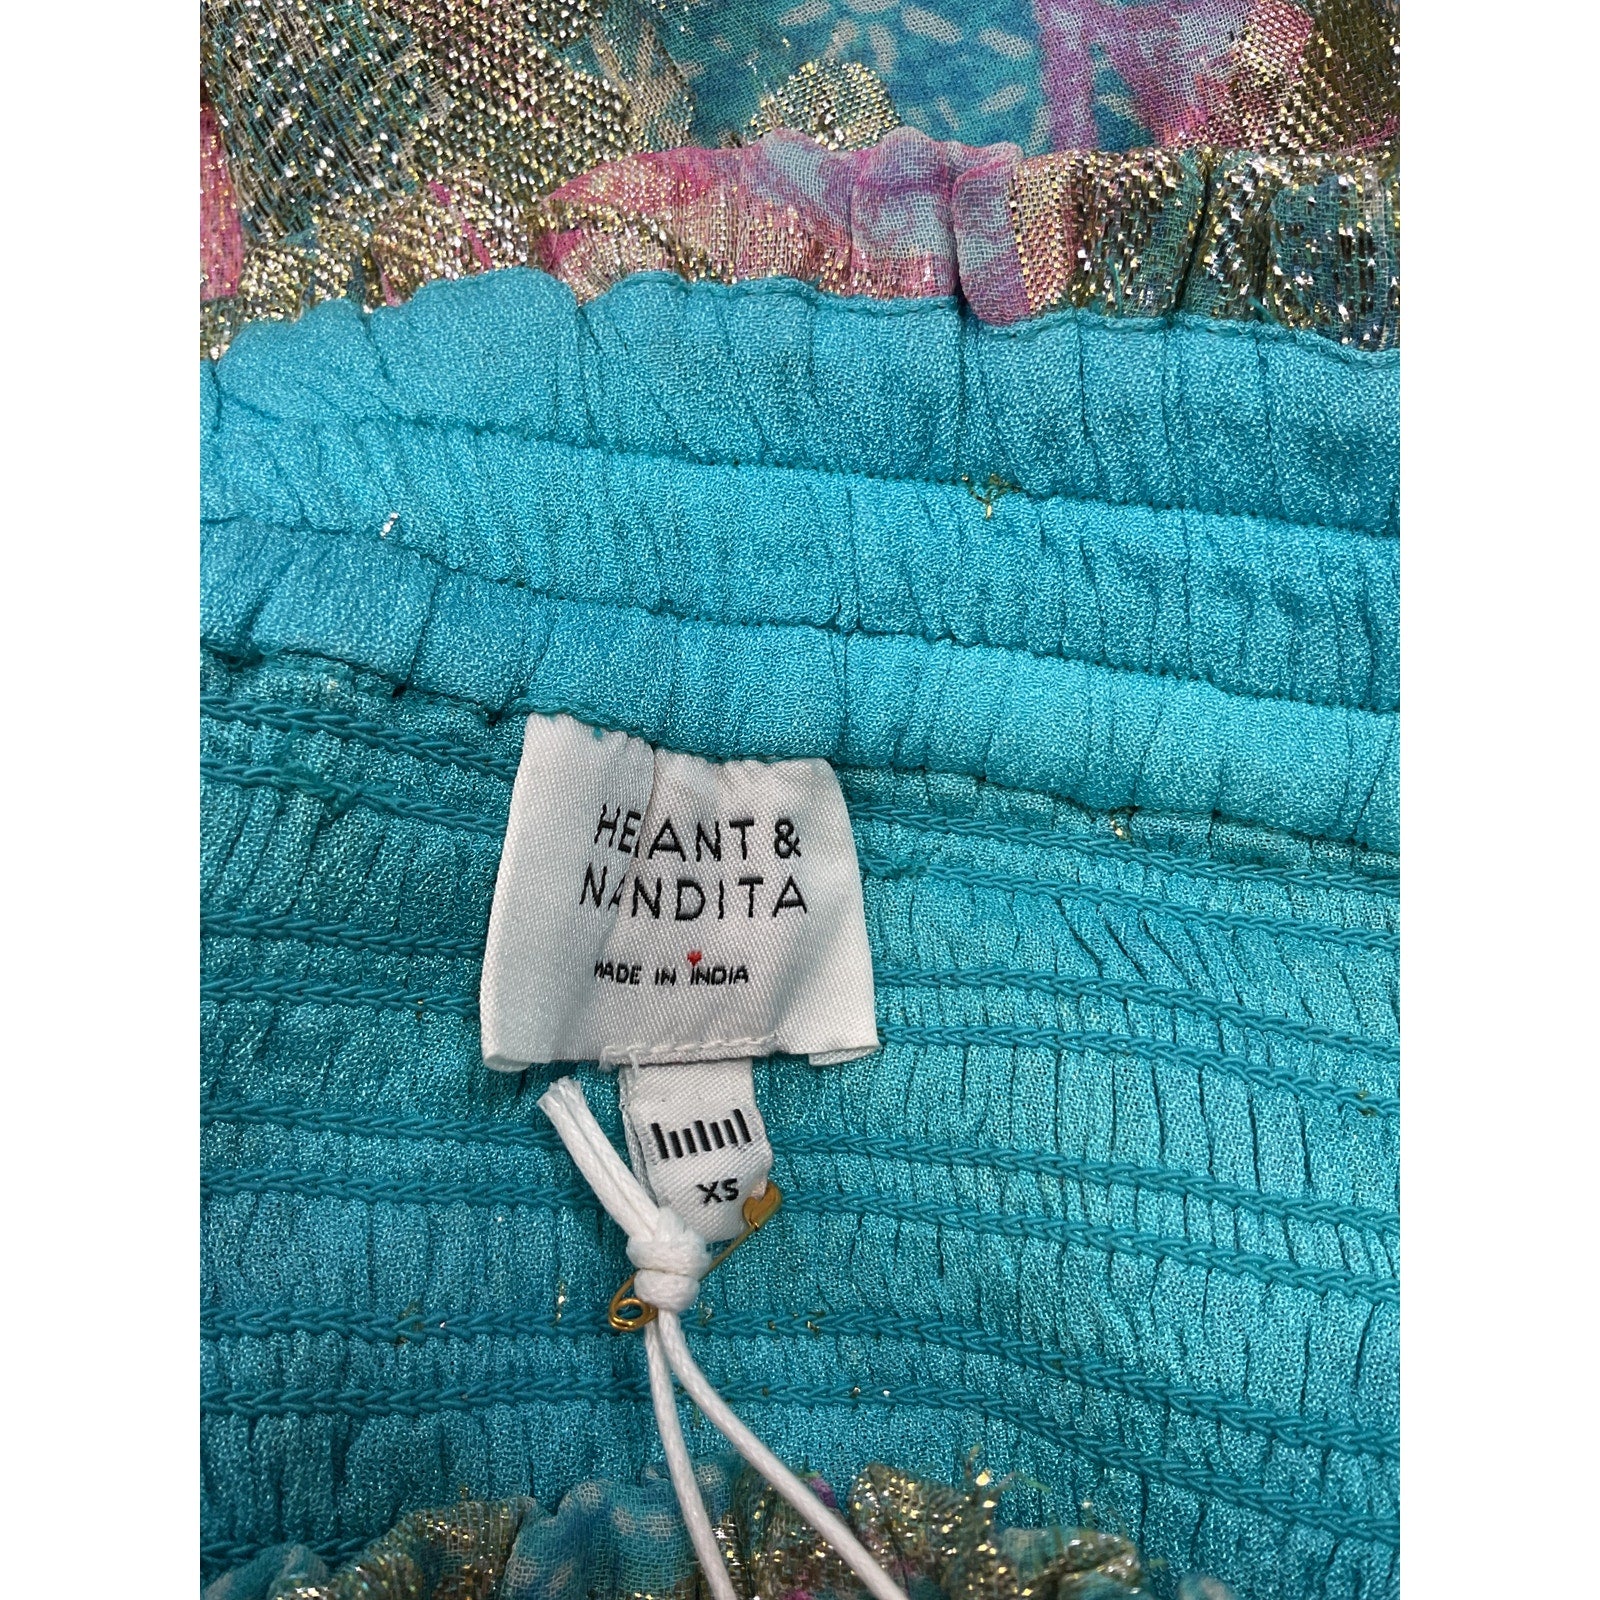 HEMANT &
NANDITA
MADE IN INDIA
XS